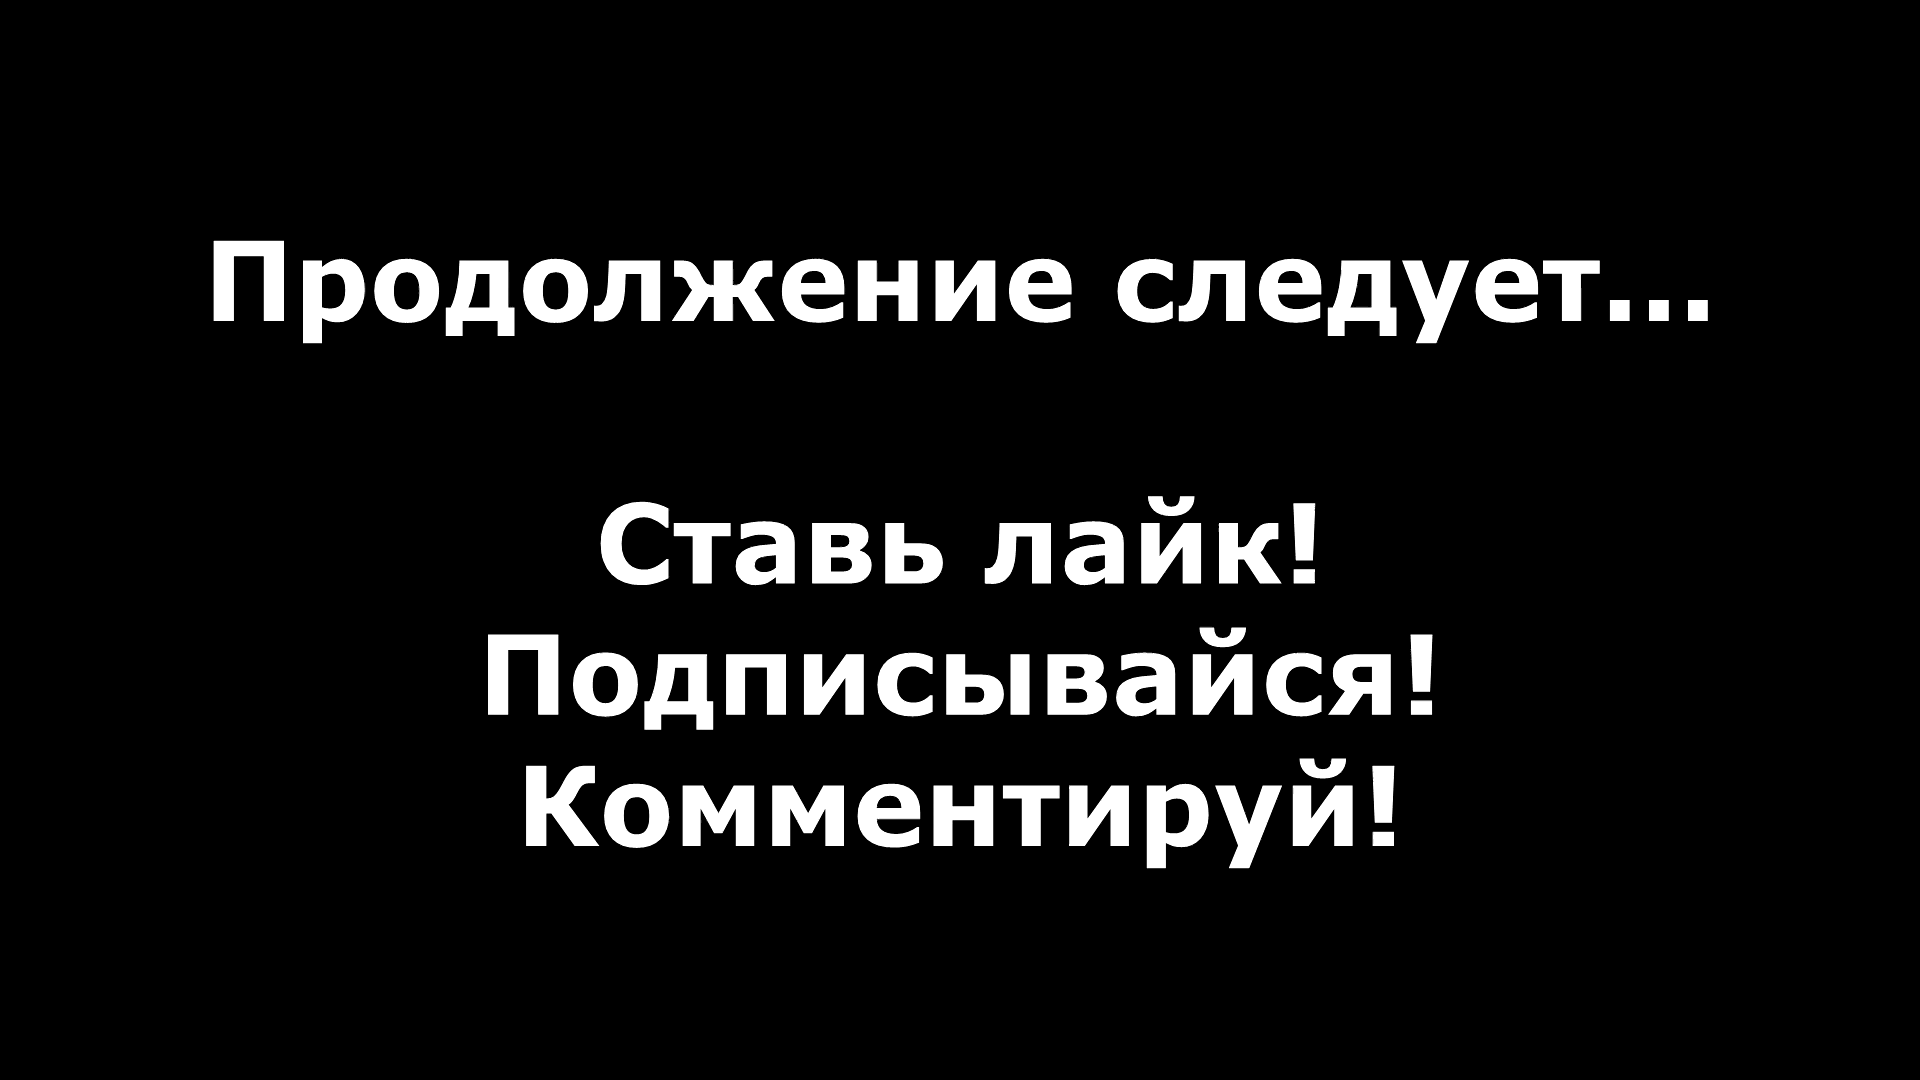 Продолжение следует...
Ставь лайк!
Подписывайся!
Комментируй!